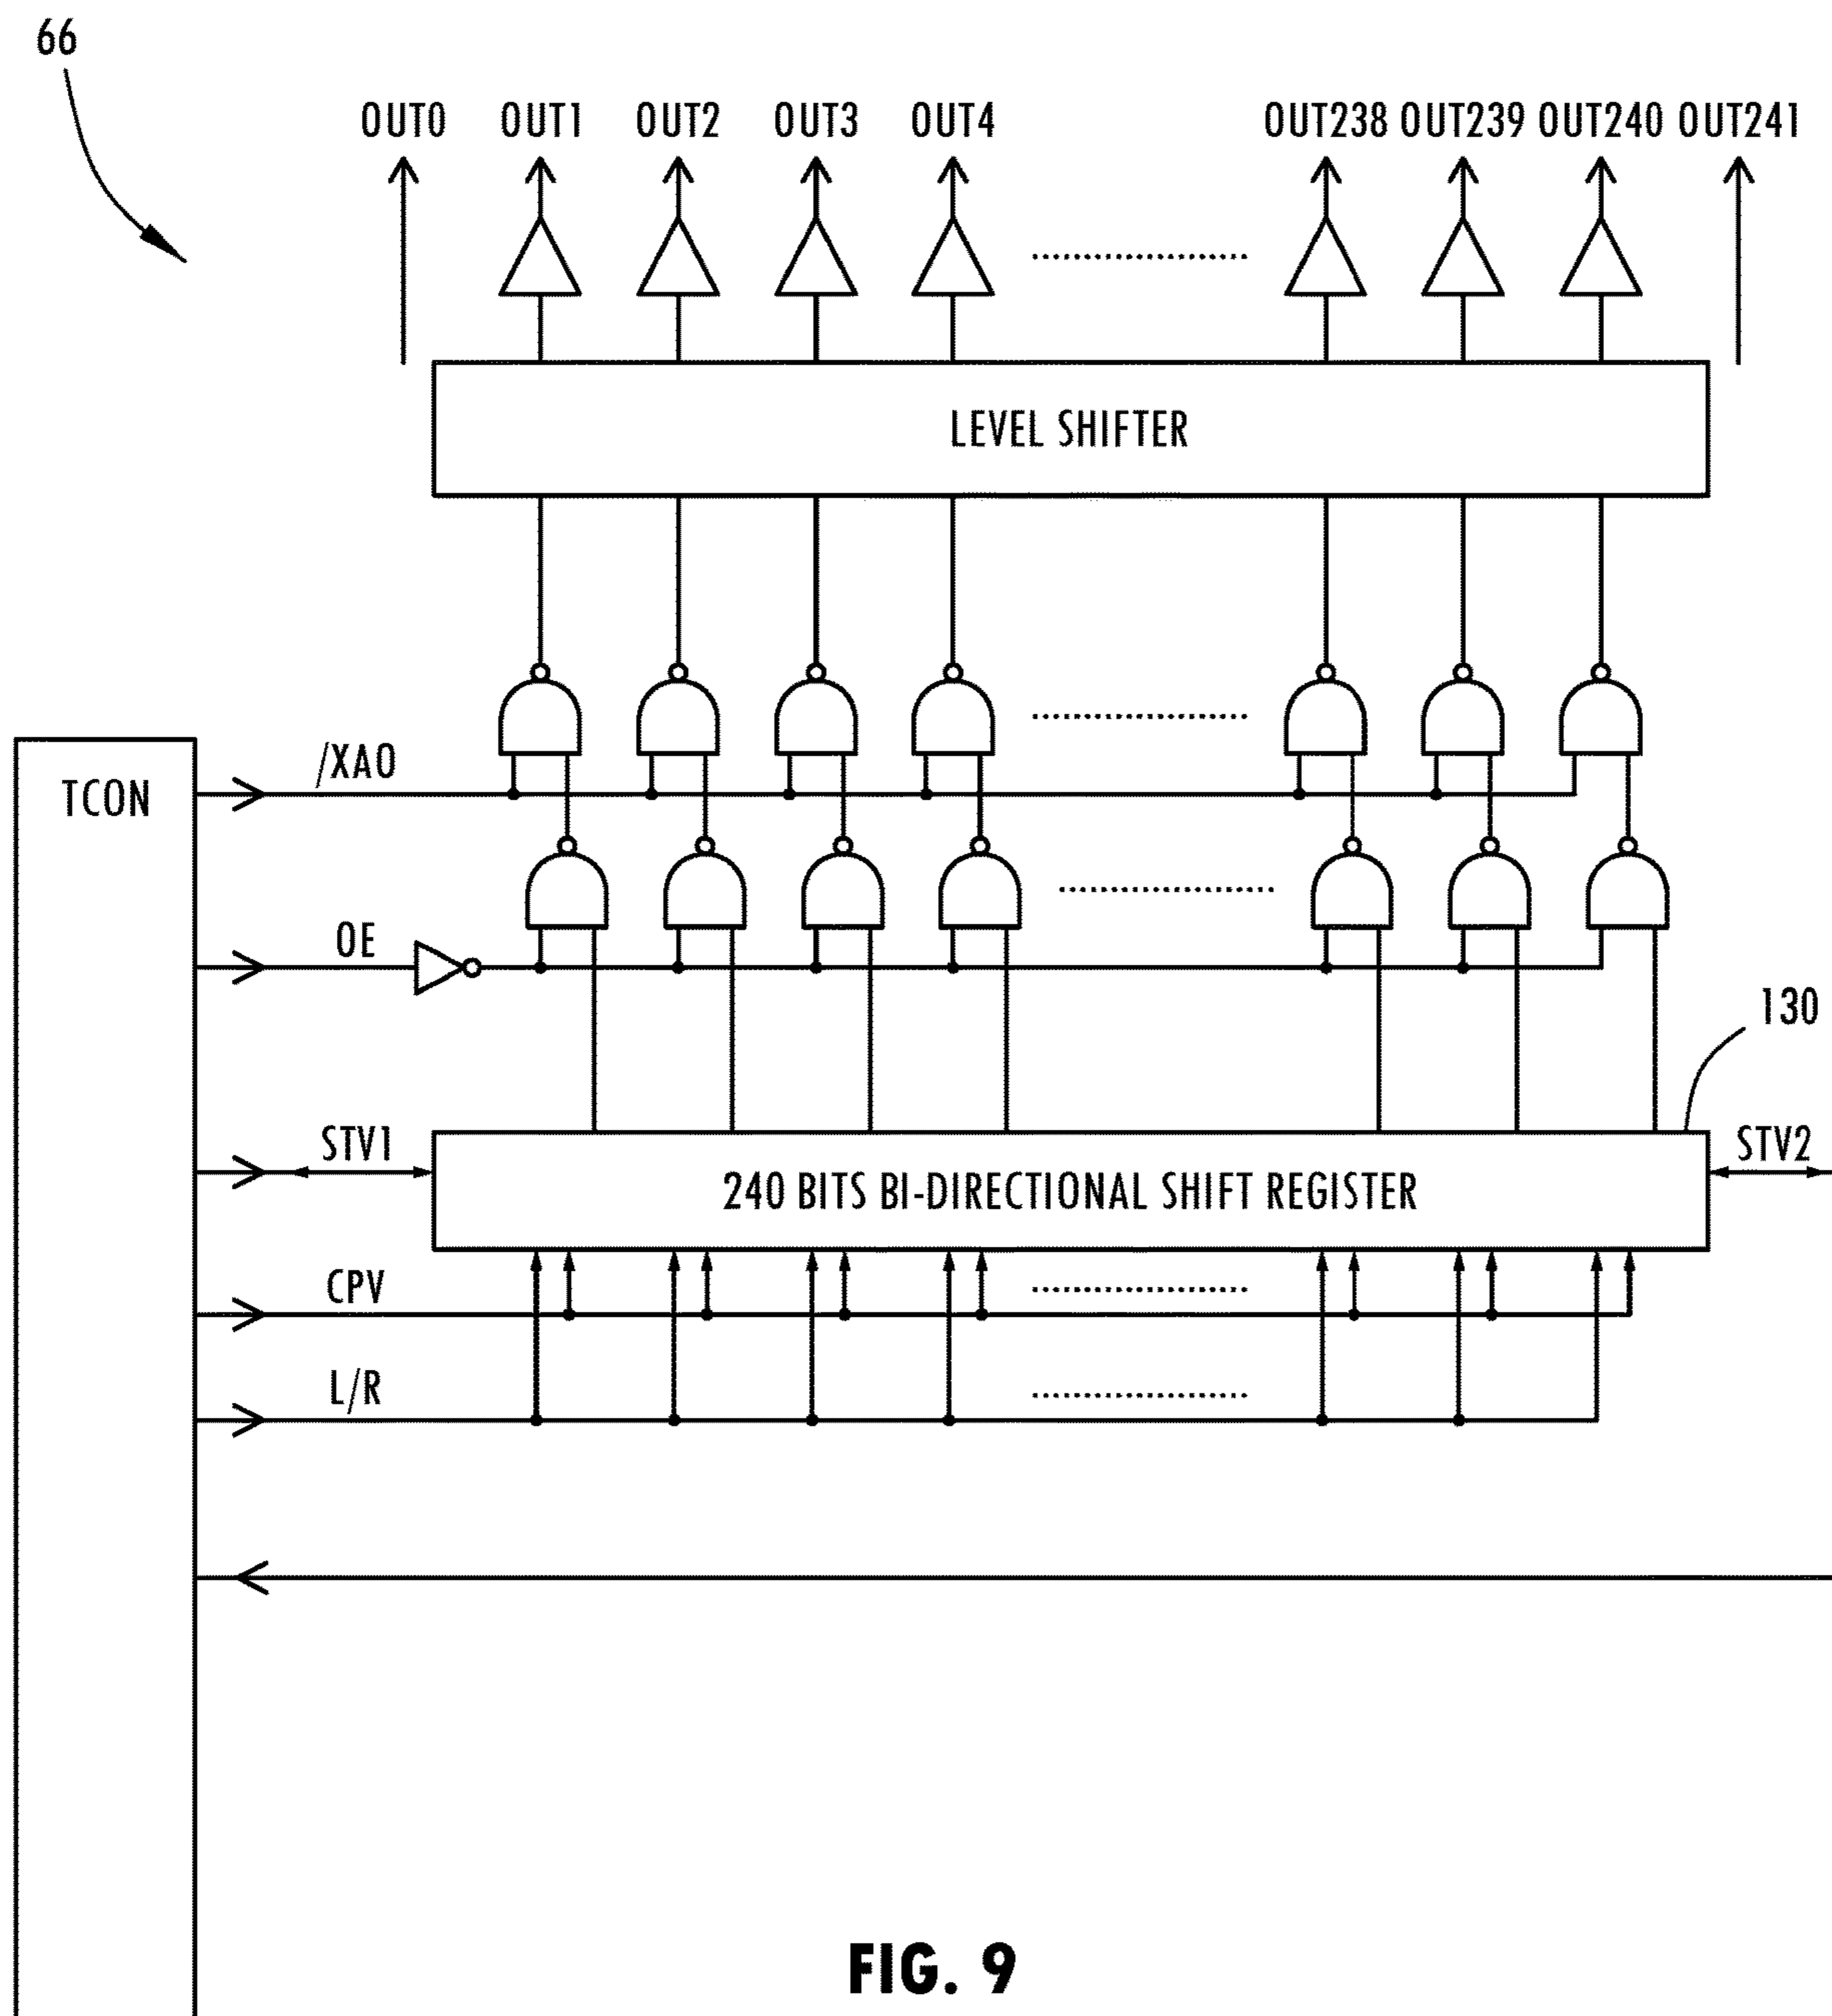 66
OUT0 OUT1 OUT2 OUT3 OUT4 OUT238 OUT239 OUT240 OUT241
LEVEL SHIFTER
/XAO
TCON
OE
130
STV1
STV2
240 BITS BI-DIRECTIONAL SHIFT REGISTER
CPV
L/R
FIG. 9